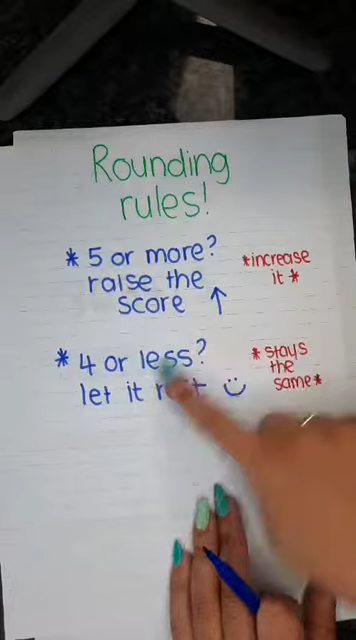 Rounding
rules!
* 5 or more?
raise the
score ↑
*increase
it *
* 4 or less?
let it
* stays
the
same*